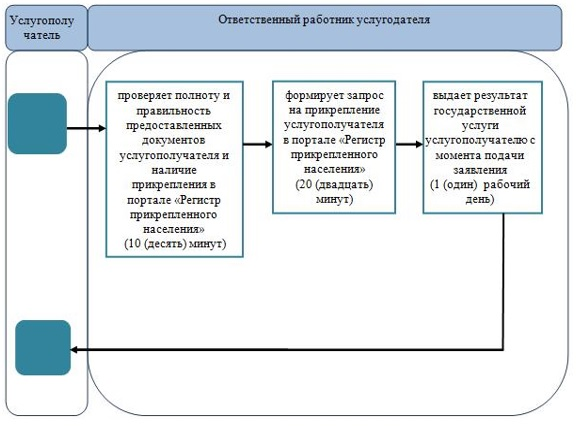 Услугополу
чатель
Ответственный работник услугодателя
проверяет полноту и
правильность
предоставленных
документов
услугополучателя и
наличие
прикрепления в
портале «Регистр
прикрепленного
населения»
(10 (десять) минут)
формирует запрос
на прикрепление
услугополучателя
в портале «Регистр
прикрепленного
населения»
(20 (двадцать)
минут)
выдает результат
государственной
услуги
услугополучателю с
момента подачи
заявления
(1 (один) рабочий
день)